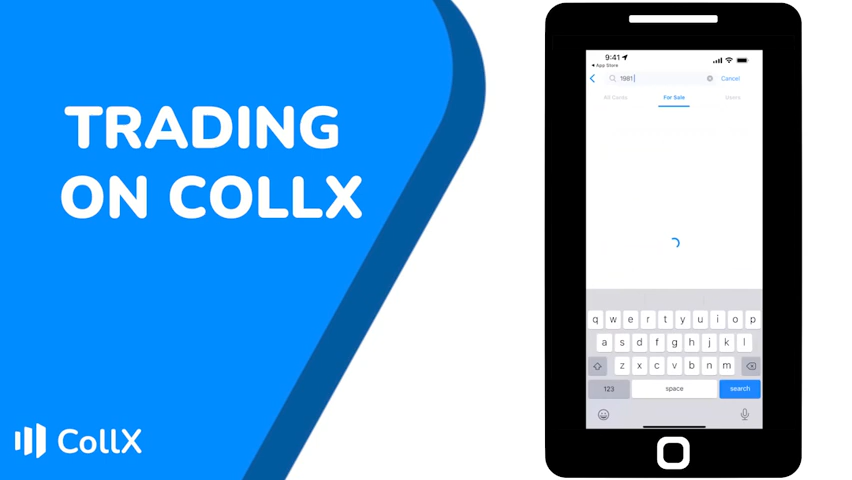 TRADING
ON COLLX
CollX
9:41
App Store
1981
Cancel
All Cards
For Sale
Users
q w e r t y u i o p
a s d f g h j k l
z x c v b n m
123
space
search